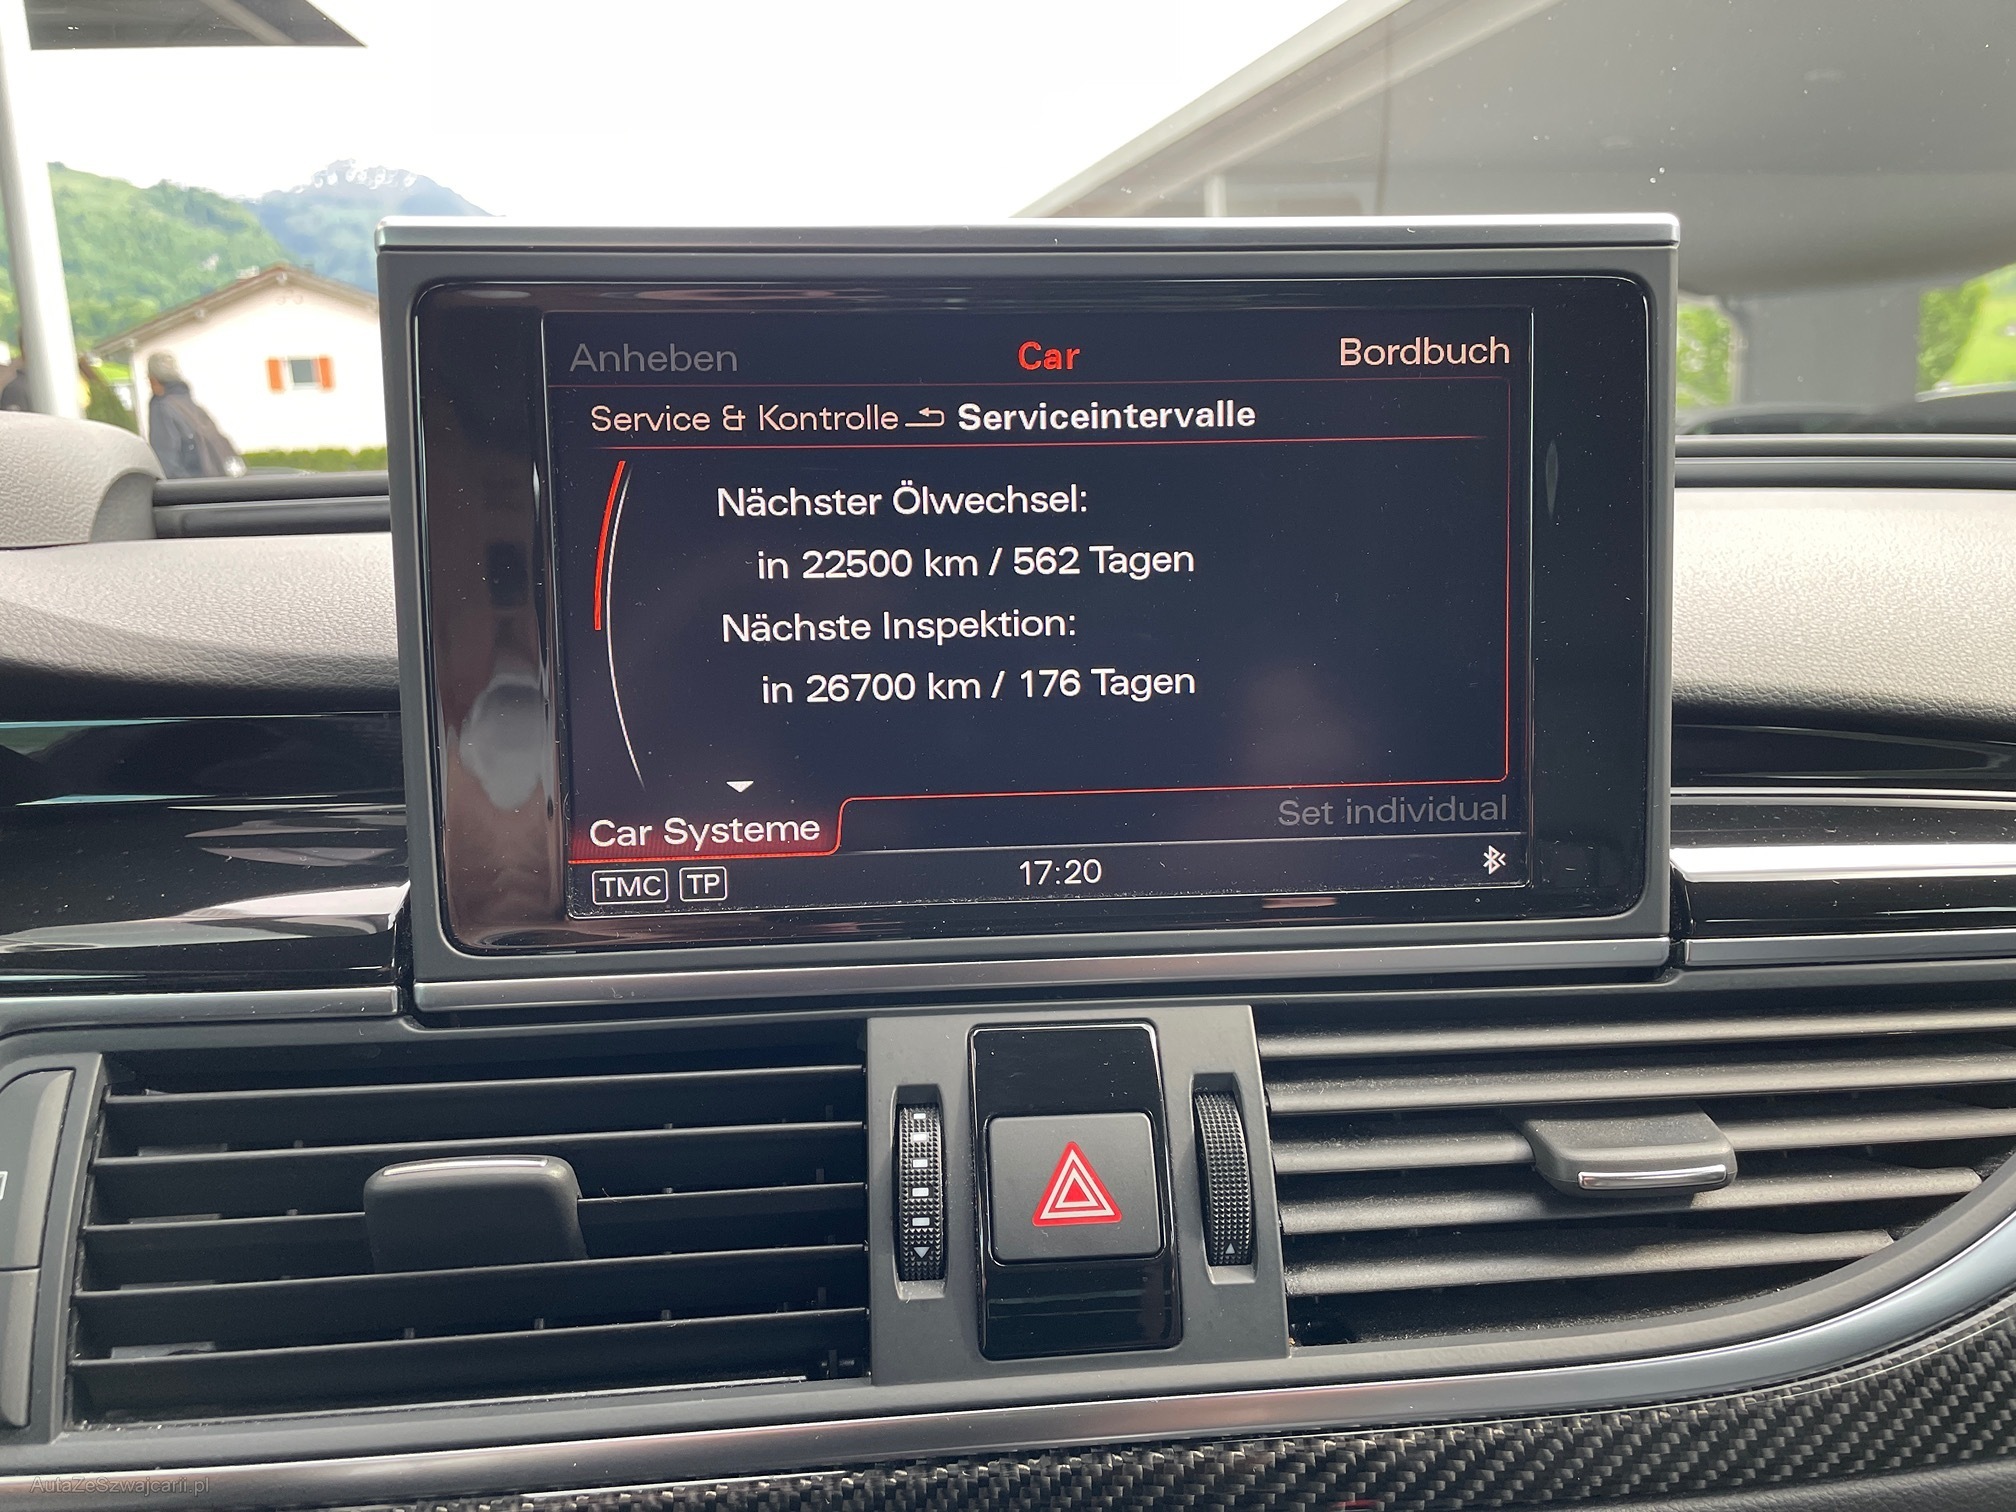 Anheben Car Bordbuch
Service & Kontrolle Serviceintervalle
Nächster Ölwechsel:
in 22500 km / 562 Tagen
Nächste Inspektion:
in 26700 km / 176 Tagen
Set individual
Car Systeme
TMC TP 17:20
AutaZeSzwajcarii.pl